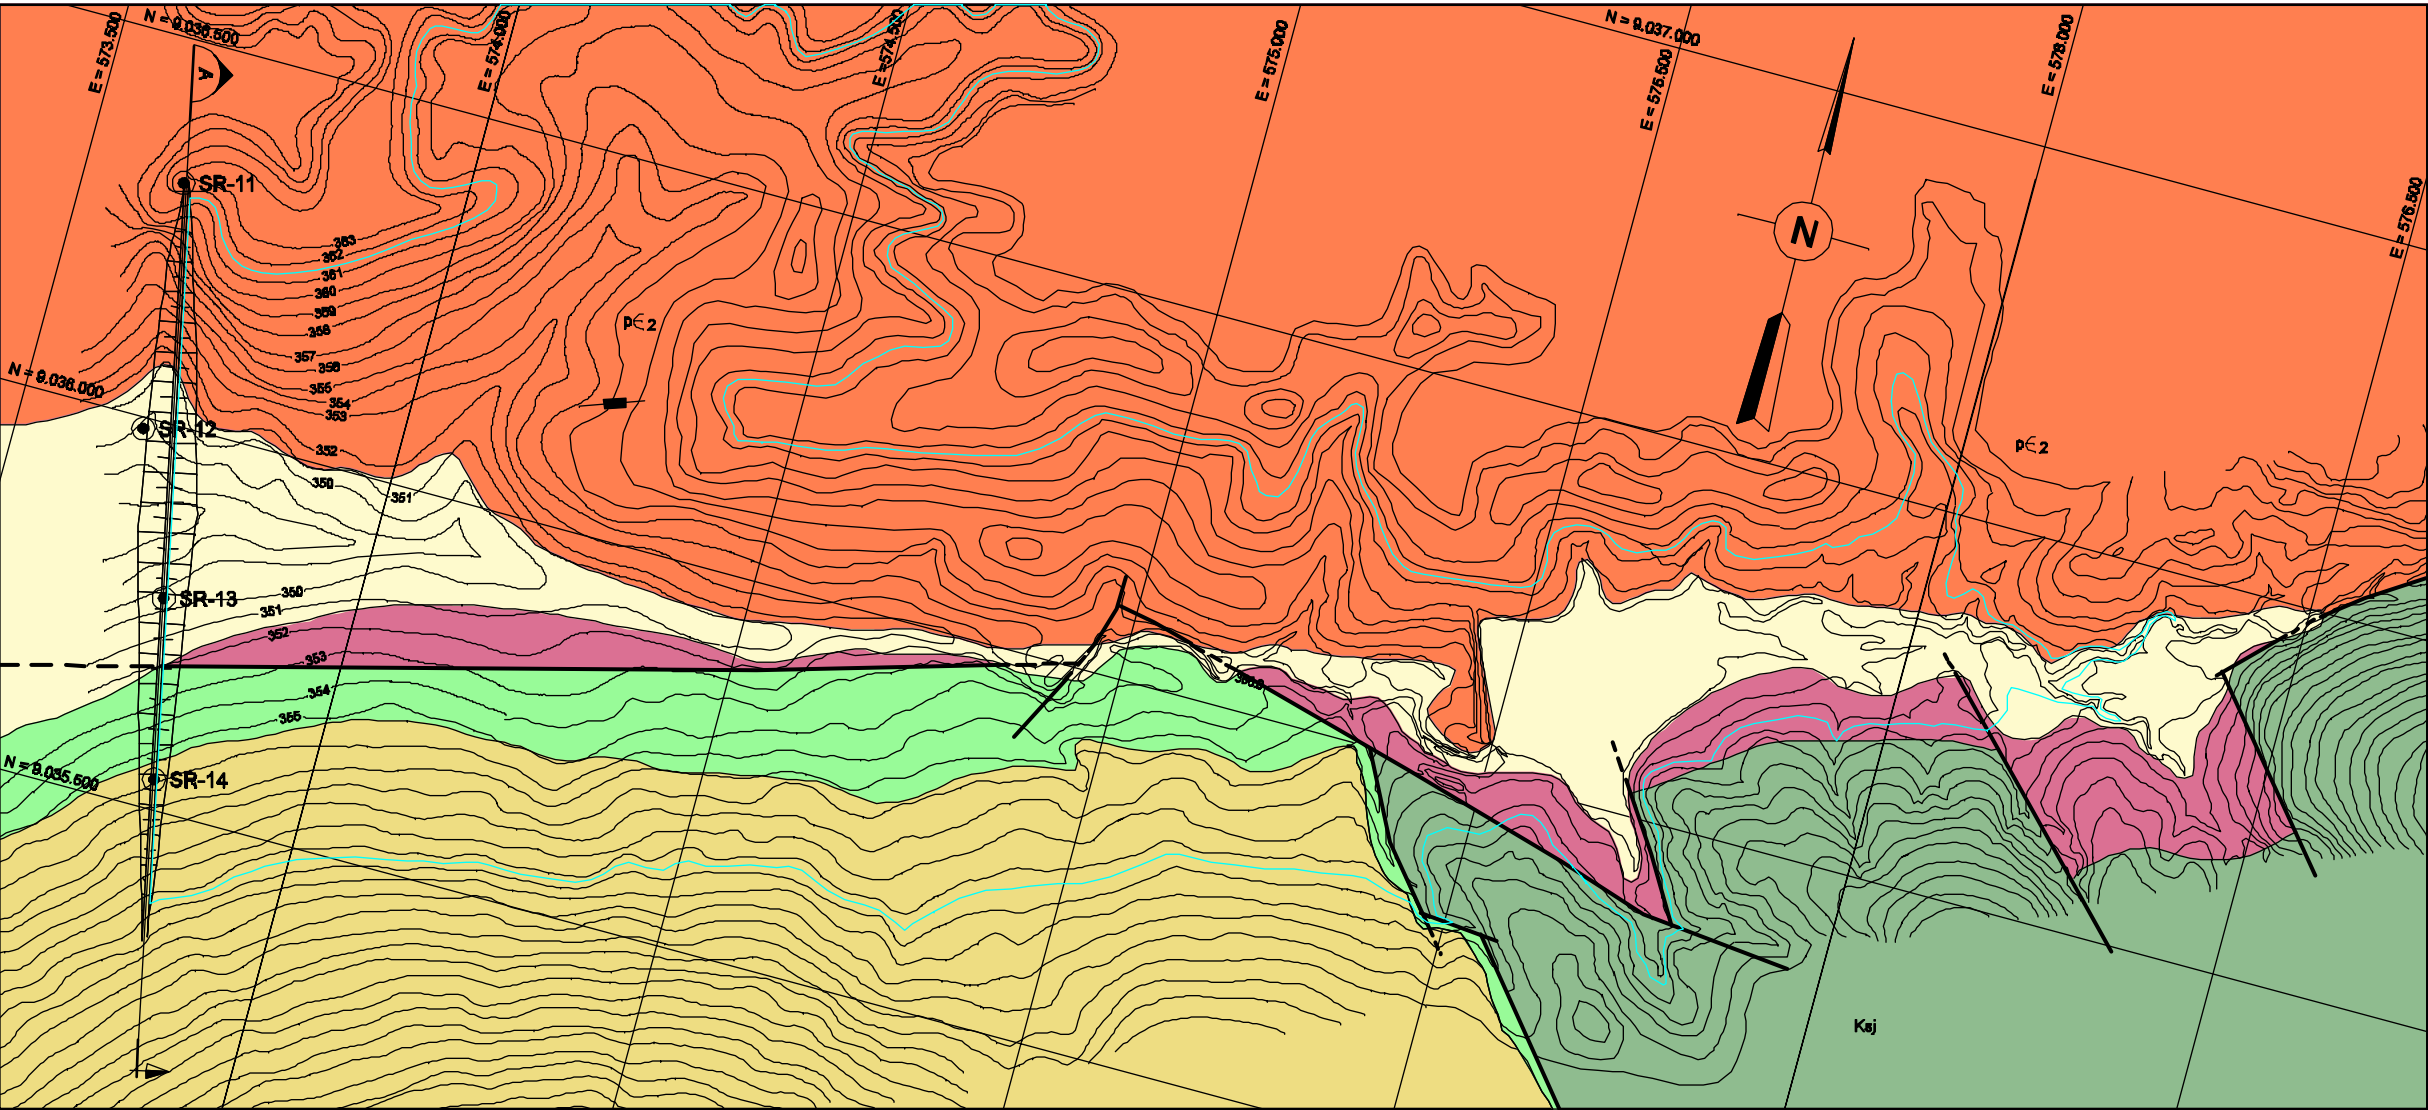 N = 9.036.500
E = 573.500
E = 574.000
E = 574.500
E = 575.000
N = 9.037.000
E = 575.500
E = 576.000
E = 576.500
A
SR-11
N
363
362
361
360
359
358
357
356
355
354
353
p∈2
p∈2
N = 9.036.000
SR-12
352
350
351
350
351
352
353
354
355
SR-13
SR-14
N = 9.035.500
Ksj